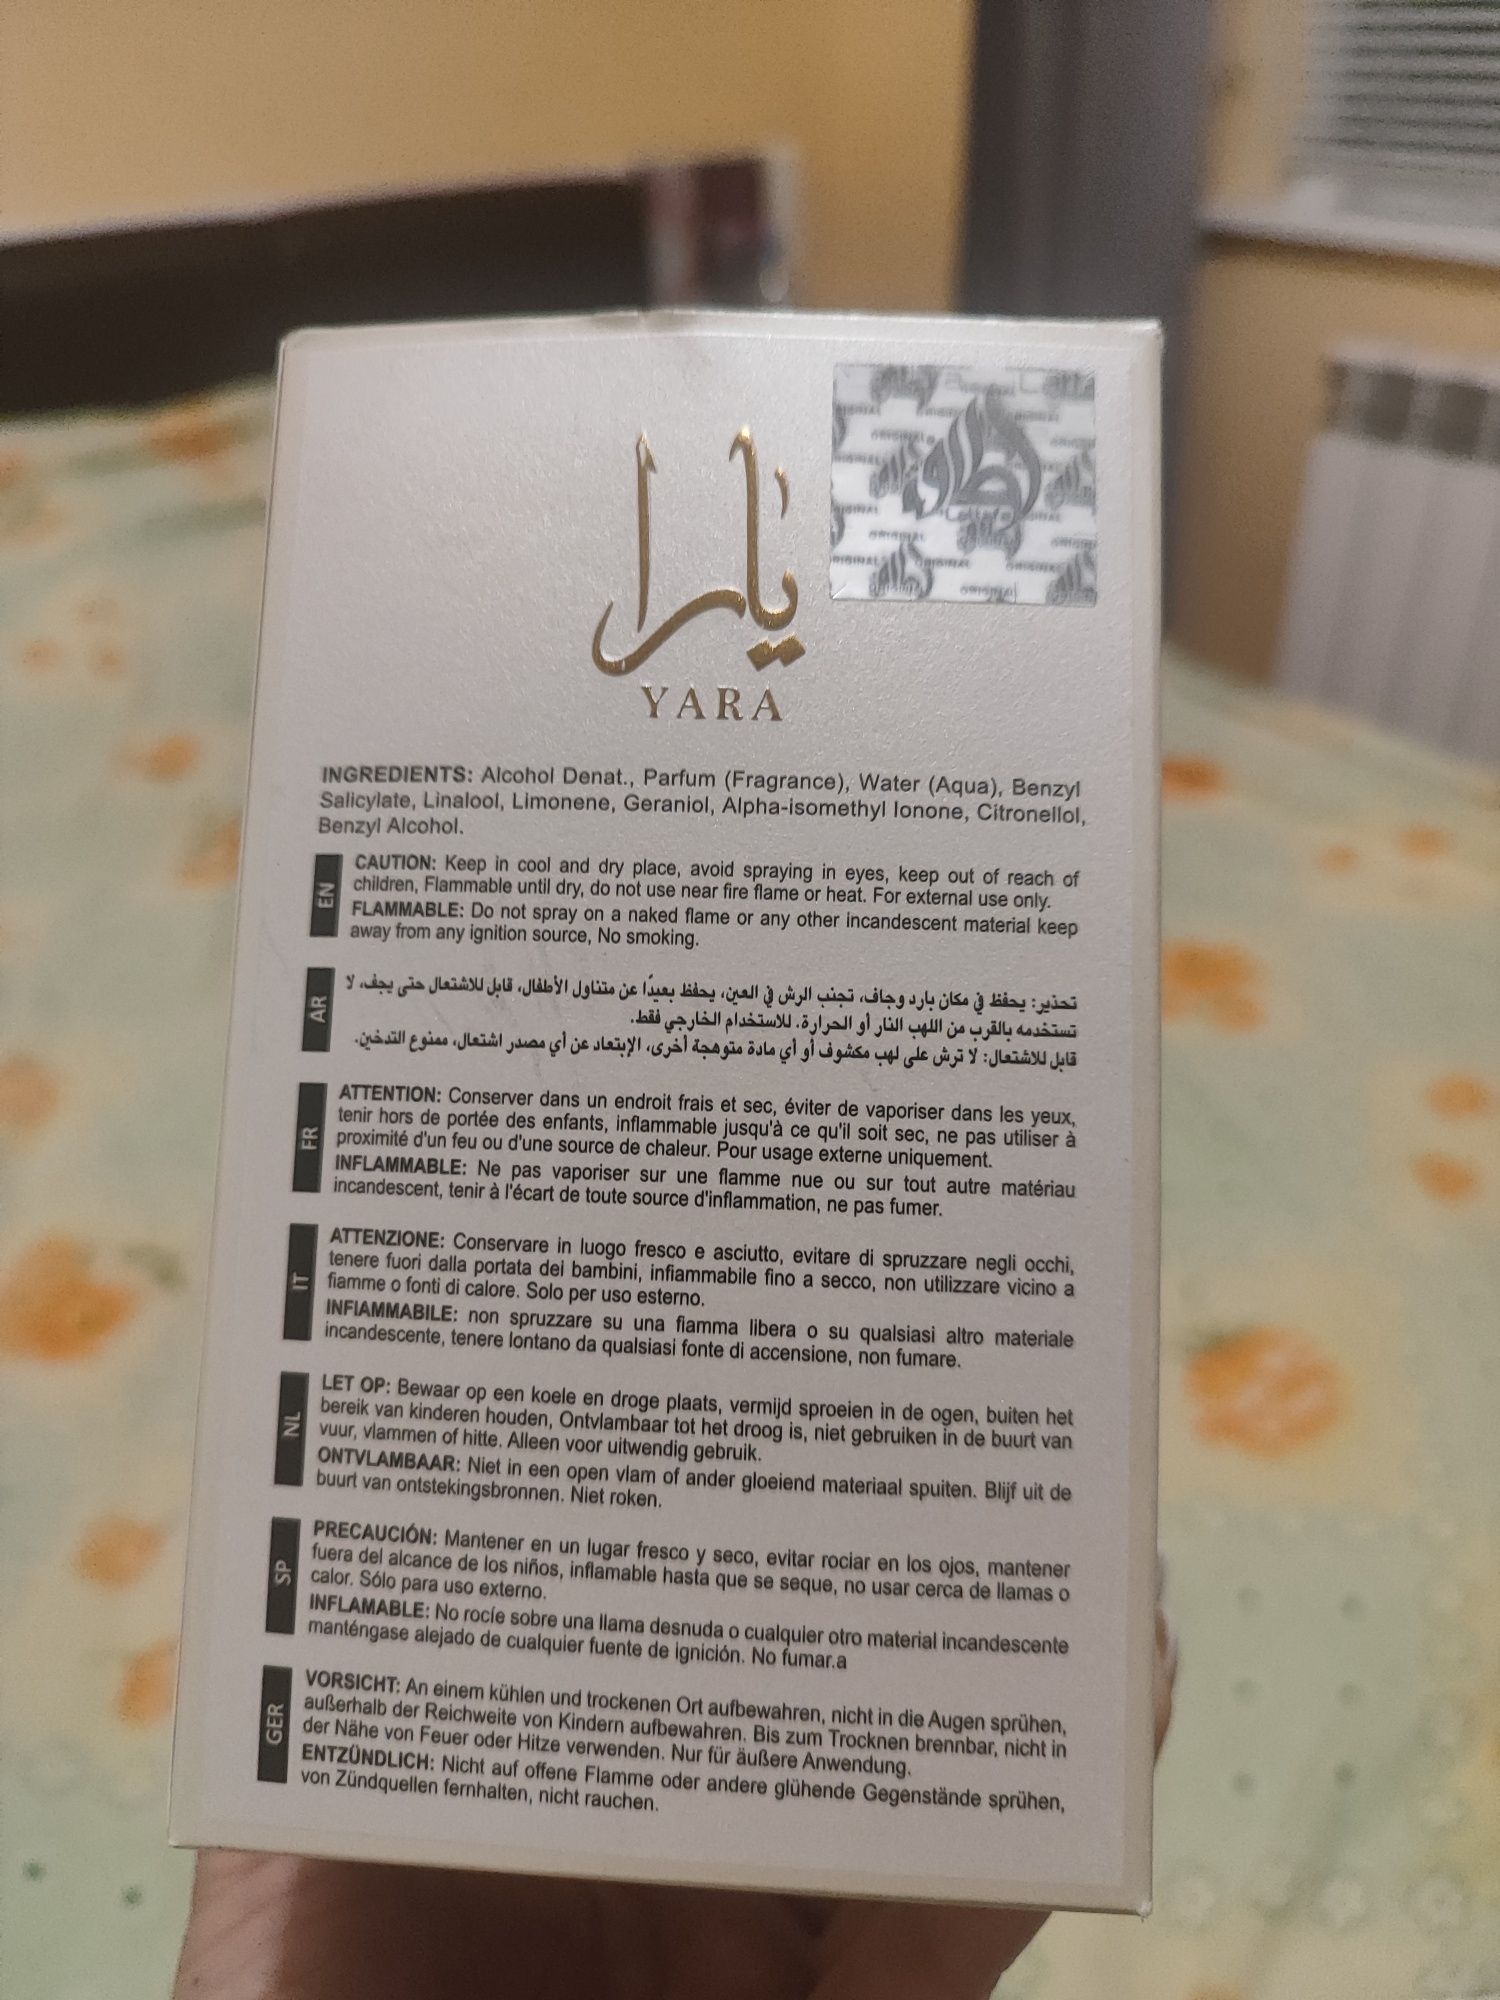 يارا
YARA
لطافة
Lattafa
ORIGINAL
INGREDIENTS: Alcohol Denat., Parfum (Fragrance), Water (Aqua), Benzyl
Salicylate, Linalool, Limonene, Geraniol, Alpha-isomethyl Ionone, Citronellol,
Benzyl Alcohol.
EN
CAUTION: Keep in cool and dry place, avoid spraying in eyes, keep out of reach of
children, Flammable until dry, do not use near fire flame or heat. For external use only.
FLAMMABLE: Do not spray on a naked flame or any other incandescent material keep
away from any ignition source, No smoking.
AR
تحذير: يحفظ في مكان بارد وجاف، تجنب الرش في العين، يحفظ بعيدًا عن متناول الأطفال، قابل للاشتعال حتى يجف، لا
تستخدمه بالقرب من اللهب النار أو الحرارة. للاستخدام الخارجي فقط.
قابل للاشتعال: لا ترش على لهب مكشوف أو أي مادة متوهجة أخرى، الإبتعاد عن أي مصدر اشتعال، ممنوع التدخين.
FR
ATTENTION: Conserver dans un endroit frais et sec, éviter de vaporiser dans les yeux,
tenir hors de portée des enfants, inflammable jusqu'à ce qu'il soit sec, ne pas utiliser à
proximité d'un feu ou d'une source de chaleur. Pour usage externe uniquement.
INFLAMMABLE: Ne pas vaporiser sur une flamme nue ou sur tout autre matériau
incandescent, tenir à l'écart de toute source d'inflammation, ne pas fumer.
IT
ATTENZIONE: Conservare in luogo fresco e asciutto, evitare di spruzzare negli occhi,
tenere fuori dalla portata dei bambini, infiammabile fino a secco, non utilizzare vicino a
fiamme o fonti di calore. Solo per uso esterno.
INFIAMMABILE: non spruzzare su una fiamma libera o su qualsiasi altro materiale
incandescente, tenere lontano da qualsiasi fonte di accensione, non fumare.
NL
LET OP: Bewaar op een koele en droge plaats, vermijd sproeien in de ogen, buiten het
bereik van kinderen houden, Ontvlambaar tot het droog is, niet gebruiken in de buurt van
vuur, vlammen of hitte. Alleen voor uitwendig gebruik.
ONTVLAMBAAR: Niet in een open vlam of ander gloeiend materiaal spuiten. Blijf uit de
buurt van ontstekingsbronnen. Niet roken.
SP
PRECAUCIÓN: Mantener en un lugar fresco y seco, evitar rociar en los ojos, mantener
fuera del alcance de los niños, inflamable hasta que se seque, no usar cerca de llamas o
calor. Sólo para uso externo.
INFLAMABLE: No rocíe sobre una llama desnuda o cualquier otro material incandescente
manténgase alejado de cualquier fuente de ignición. No fumar.a
GER
VORSICHT: An einem kühlen und trockenen Ort aufbewahren, nicht in die Augen sprühen,
außerhalb der Reichweite von Kindern aufbewahren. Bis zum Trocknen brennbar, nicht in
der Nähe von Feuer oder Hitze verwenden. Nur für äußere Anwendung.
ENTZÜNDLICH: Nicht auf offene Flamme oder andere glühende Gegenstände sprühen,
von Zündquellen fernhalten, nicht rauchen.